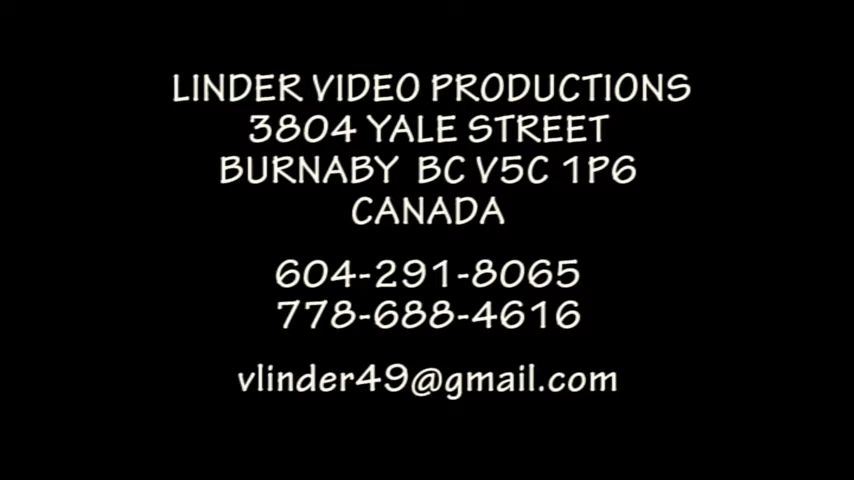 LINDER VIDEO PRODUCTIONS
3804 YALE STREET
BURNABY BC V5C 1P6
CANADA
604-291-8065
778-688-4616
vlinder49@gmail.com